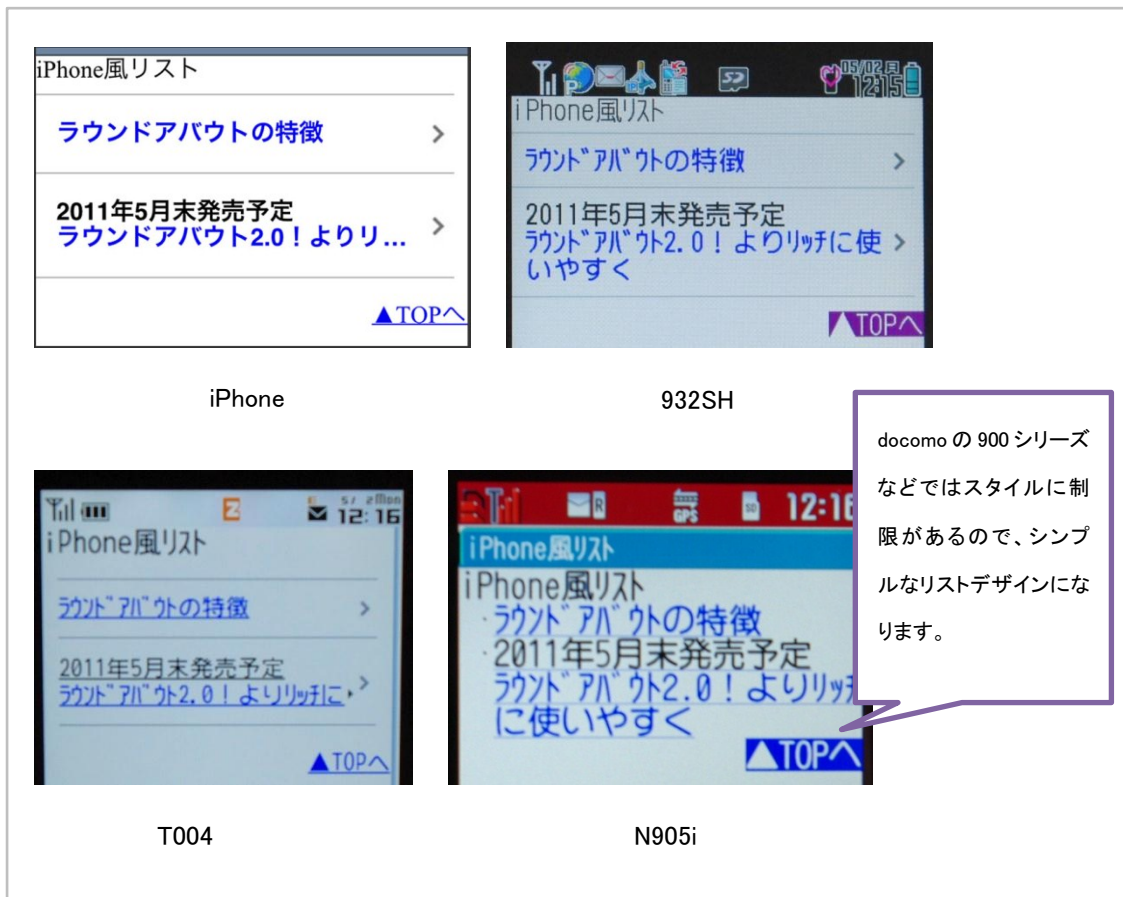 iPhone風リスト
ラウンドアバウトの特徴
2011年5月末発売予定
ラウンドアバウト2.0！よりリ...
▲TOPへ
iPhone
05/02月
12:15
iPhone風ﾘｽﾄ
ﾗｳﾝﾄﾞｱﾊﾞｳﾄの特徴
2011年5月末発売予定
ﾗｳﾝﾄﾞｱﾊﾞｳﾄ2.0！よりﾘｯﾁに使
いやすく
▲TOPへ
932SH
docomo の 900 シリーズ
などではスタイルに制
限があるので、シンプ
ルなリストデザインにな
ります。
5/ 2Mon
12:16
iPhone風ﾘｽﾄ
ﾗｳﾝﾄﾞｱﾊﾞｳﾄの特徴
2011年5月末発売予定
ﾗｳﾝﾄﾞｱﾊﾞｳﾄ2.0！よりﾘｯﾁに
▲TOPへ
T004
R
GPS
SD
12:16
iPhone風ﾘｽﾄ
iPhone風ﾘｽﾄ
ﾗｳﾝﾄﾞｱﾊﾞｳﾄの特徴
2011年5月末発売予定
ﾗｳﾝﾄﾞｱﾊﾞｳﾄ2.0！よりﾘｯﾁ
に使いやすく
▲TOPへ
N905i